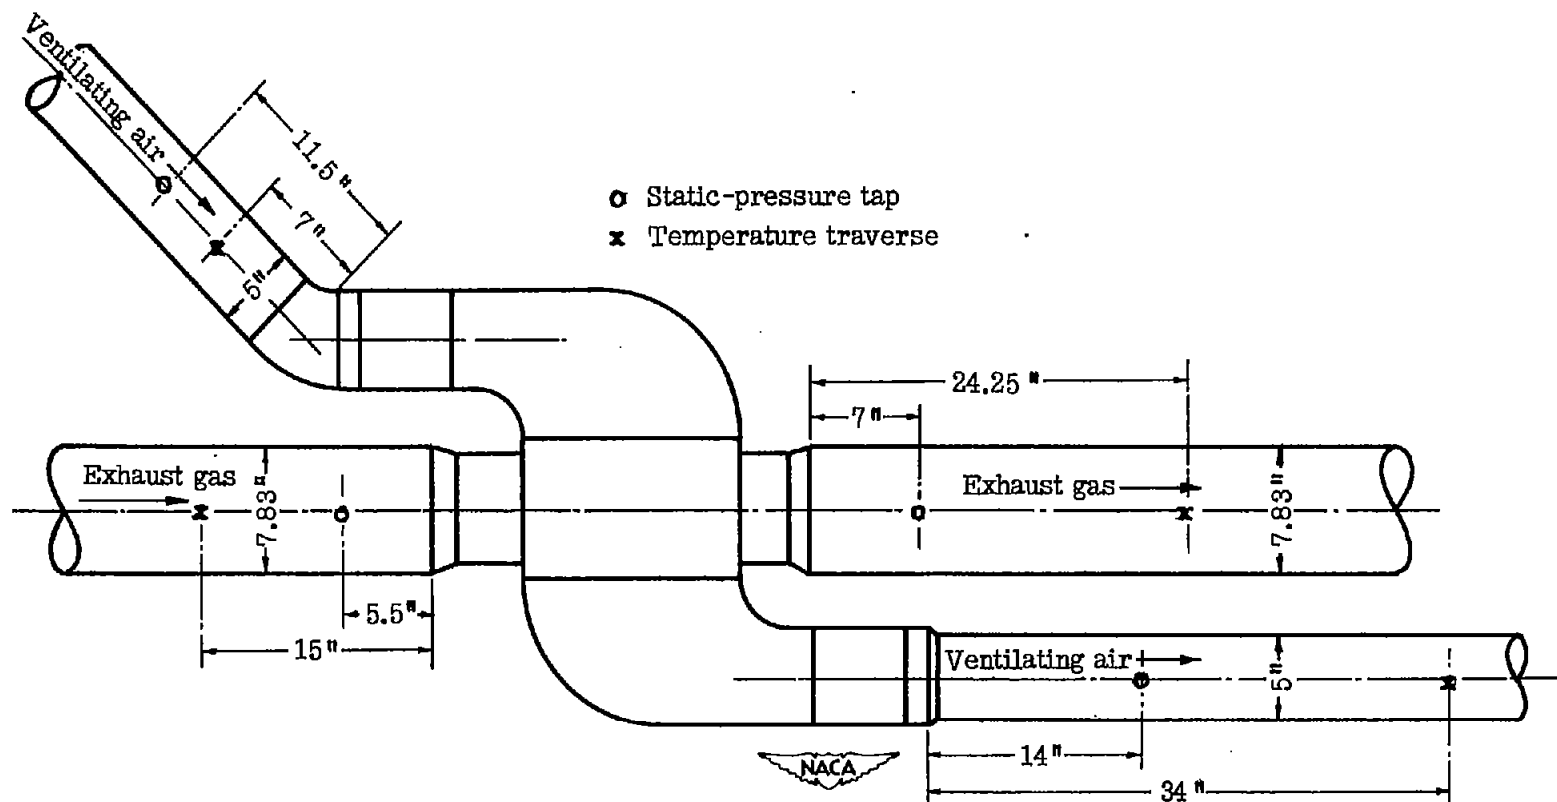 Ventilating air
11.5"
7"
5"
o Static-pressure tap
x Temperature traverse
24.25"
7"
Exhaust gas
7.83"
Exhaust gas
7.83"
5.5"
15"
Ventilating air
5"
14"
34"
NACA